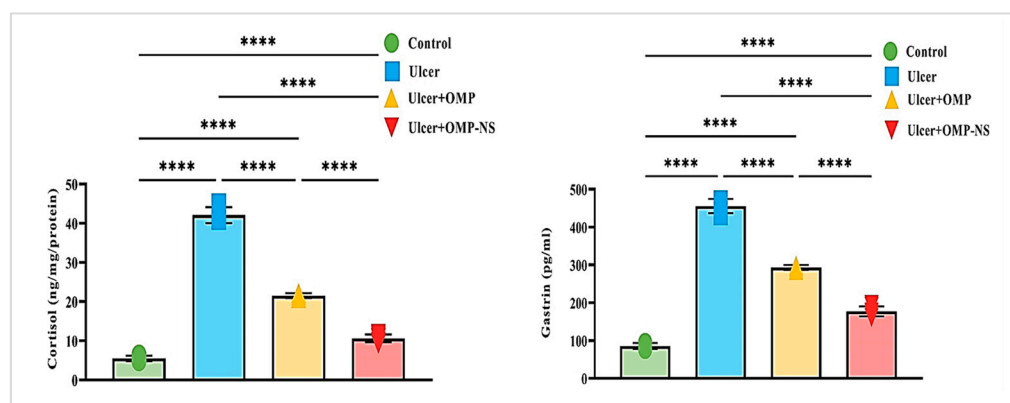 ****
Control
Ulcer
****
Ulcer+OMP
****
Ulcer+OMP-NS
**** **** ****
Cortisol (ng/mg/protein)
50
40
30
20
10
0
****
Control
Ulcer
****
Ulcer+OMP
****
Ulcer+OMP-NS
**** **** ****
Gastrin (pg/ml)
500
400
300
200
100
0